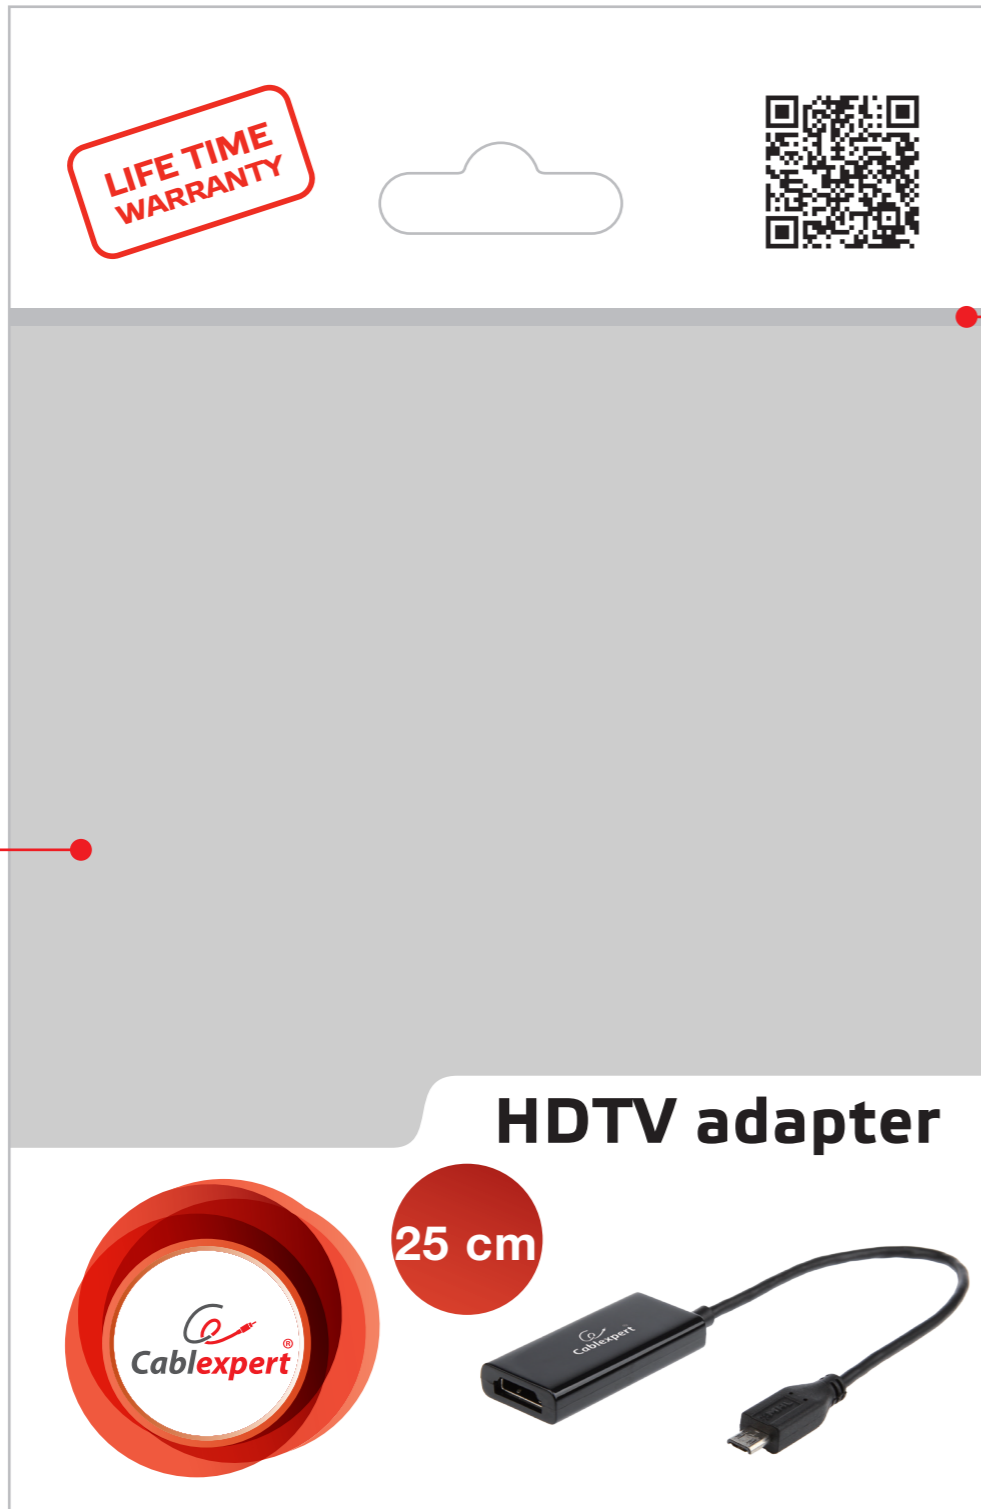 LIFE TIME
WARRANTY
HDTV adapter
25 cm
Cablexpert®
Cablexpert